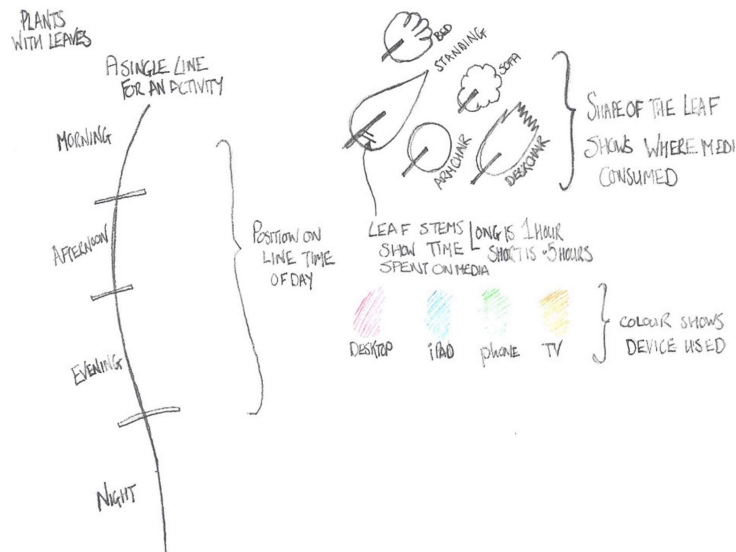 PLANTS
WITH LEAVES
A SINGLE LINE
FOR AN ACTIVITY
MORNING
AFTERNOON
EVENING
NIGHT
POSITION ON
LINE TIME
OF DAY
BED
STANDING
SOFA
ARMCHAIR
DESKCHAIR
SHAPE OF THE LEAF
SHOWS WHERE MEDI
CONSUMED
LEAF STEMS
SHOW TIME
SPENT ON MEDIA
LONG IS 1 HOUR
SHORT IS .5 HOURS
DESKTOP
iPAD
phone
TV
COLOUR SHOWS
DEVICE USED